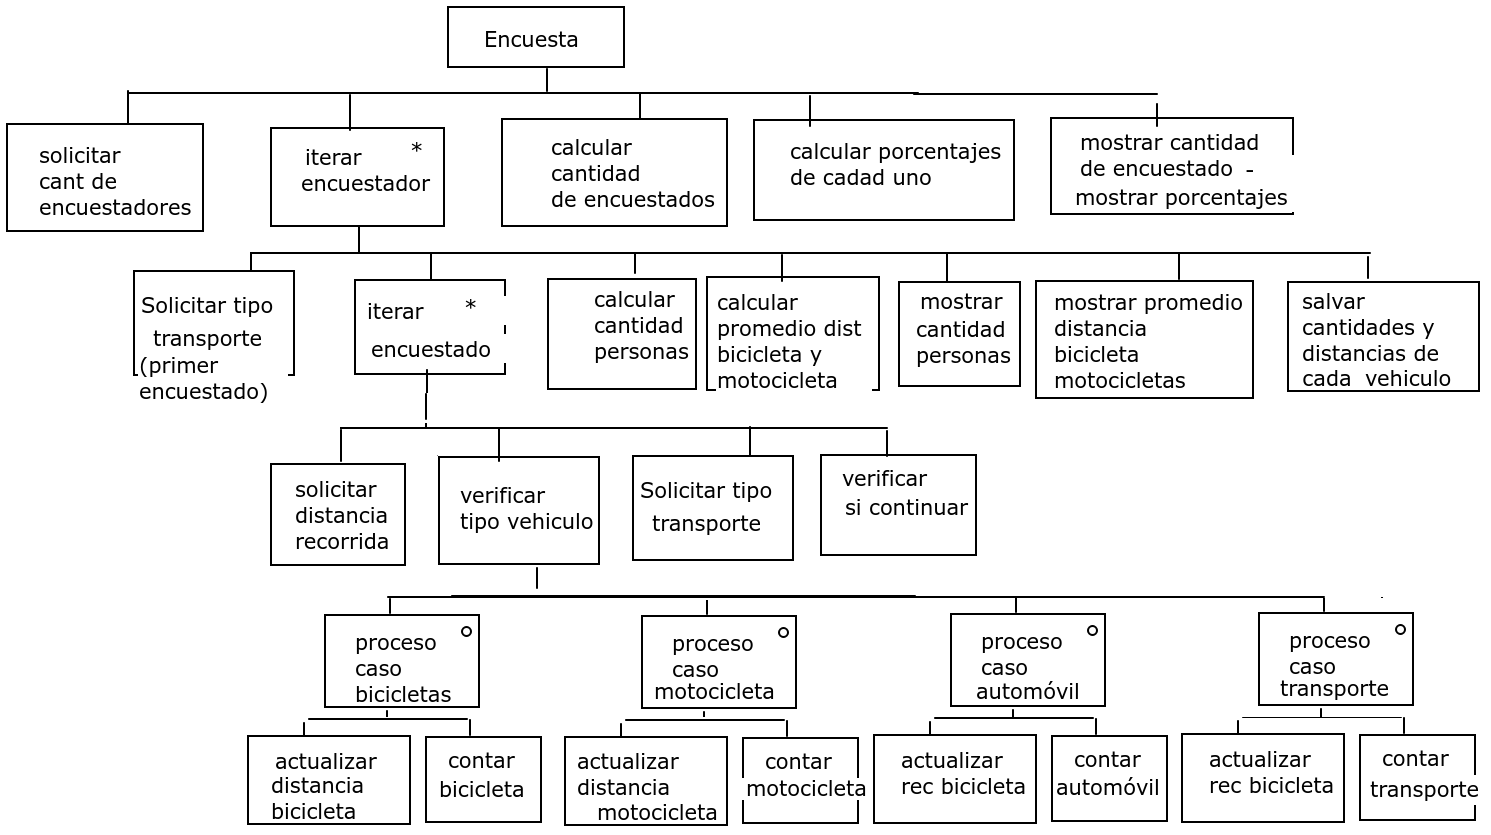 Encuesta
solicitar
cant de
encuestadores
iterar *
encuestador
calcular
cantidad
de encuestados
calcular porcentajes
de cadad uno
mostrar cantidad
de encuestado -
mostrar porcentajes
Solicitar tipo
transporte
(primer
encuestado)
iterar *
encuestado
calcular
cantidad
personas
calcular
promedio dist
bicicleta y
motocicleta
mostrar
cantidad
personas
mostrar promedio
distancia
bicicleta
motocicletas
salvar
cantidades y
distancias de
cada vehiculo
solicitar
distancia
recorrida
verificar
tipo vehiculo
Solicitar tipo
transporte
verificar
si continuar
proceso
caso
bicicletas
proceso
caso
motocicleta
proceso
caso
automóvil
proceso
caso
transporte
actualizar
distancia
bicicleta
contar
bicicleta
actualizar
distancia
motocicleta
contar
motocicleta
actualizar
rec bicicleta
contar
automóvil
actualizar
rec bicicleta
contar
transporte